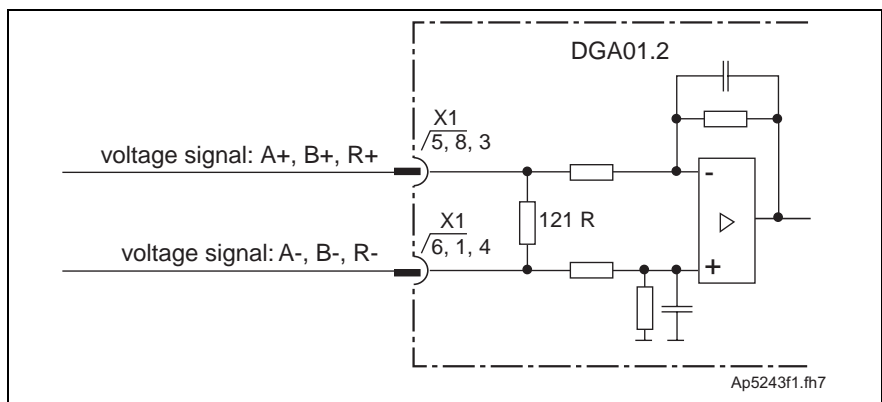 DGA01.2
X1
5, 8, 3
voltage signal: A+, B+, R+
-
121 R
X1
6, 1, 4
voltage signal: A-, B-, R-
+
Ap5243f1.fh7